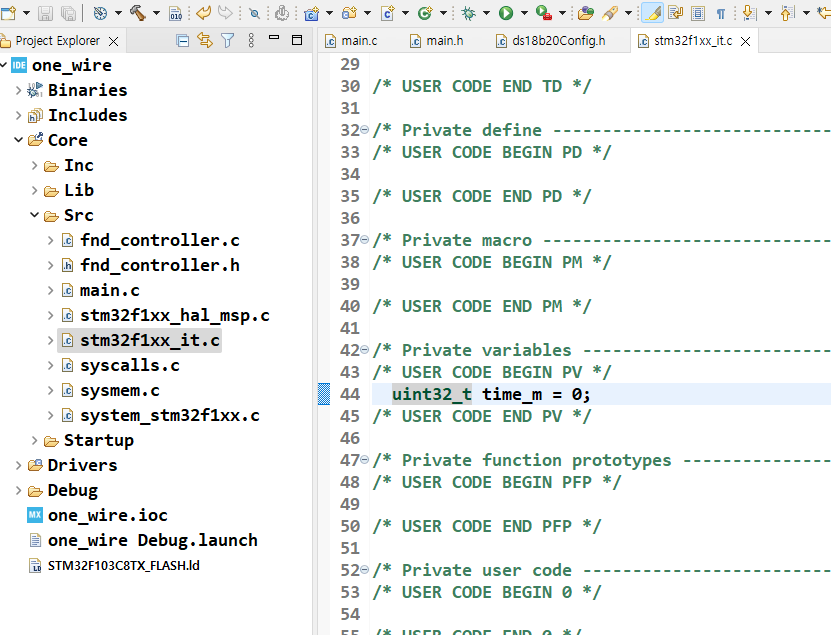 Project Explorer
one_wire
Binaries
Includes
Core
Inc
Lib
Src
fnd_controller.c
fnd_controller.h
main.c
stm32f1xx_hal_msp.c
stm32f1xx_it.c
syscalls.c
sysmem.c
system_stm32f1xx.c
Startup
Drivers
Debug
one_wire.ioc
one_wire Debug.launch
STM32F103C8TX_FLASH.ld
main.c main.h ds18b20Config.h stm32f1xx_it.c
29
30 /* USER CODE END TD */
31
32 /* Private define ----------------------------
33 /* USER CODE BEGIN PD */
34
35 /* USER CODE END PD */
36
37 /* Private macro -----------------------------
38 /* USER CODE BEGIN PM */
39
40 /* USER CODE END PM */
41
42 /* Private variables -------------------------
43 /* USER CODE BEGIN PV */
44 uint32_t time_m = 0;
45 /* USER CODE END PV */
46
47 /* Private function prototypes ---------------
48 /* USER CODE BEGIN PFP */
49
50 /* USER CODE END PFP */
51
52 /* Private user code -------------------------
53 /* USER CODE BEGIN 0 */
54
55 /* USER CODE END 0 */